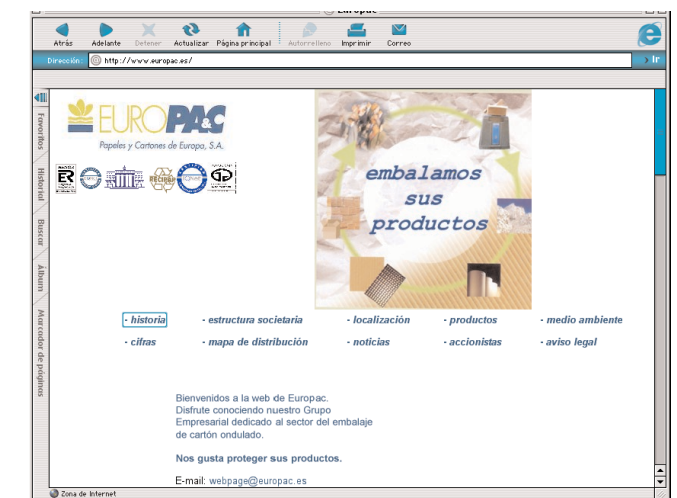 Europac
Atrás Adelante Detener Actualizar Página principal Autorrelleno Imprimir Correo
Dirección: http://www.europac.es/ Ir
Favoritos
Historial
Buscar
Álbum
Marcador de páginas
EUROPAC
Papeles y Cartones de Europa, S.A.
embalamos
sus
productos
- historia - estructura societaria - localización - productos - medio ambiente
- cifras - mapa de distribución - noticias - accionistas - aviso legal
Bienvenidos a la web de Europac.
Disfrute conociendo nuestro Grupo
Empresarial dedicado al sector del embalaje
de cartón ondulado.
Nos gusta proteger sus productos.
E-mail: webpage@europac.es
Zona de Internet